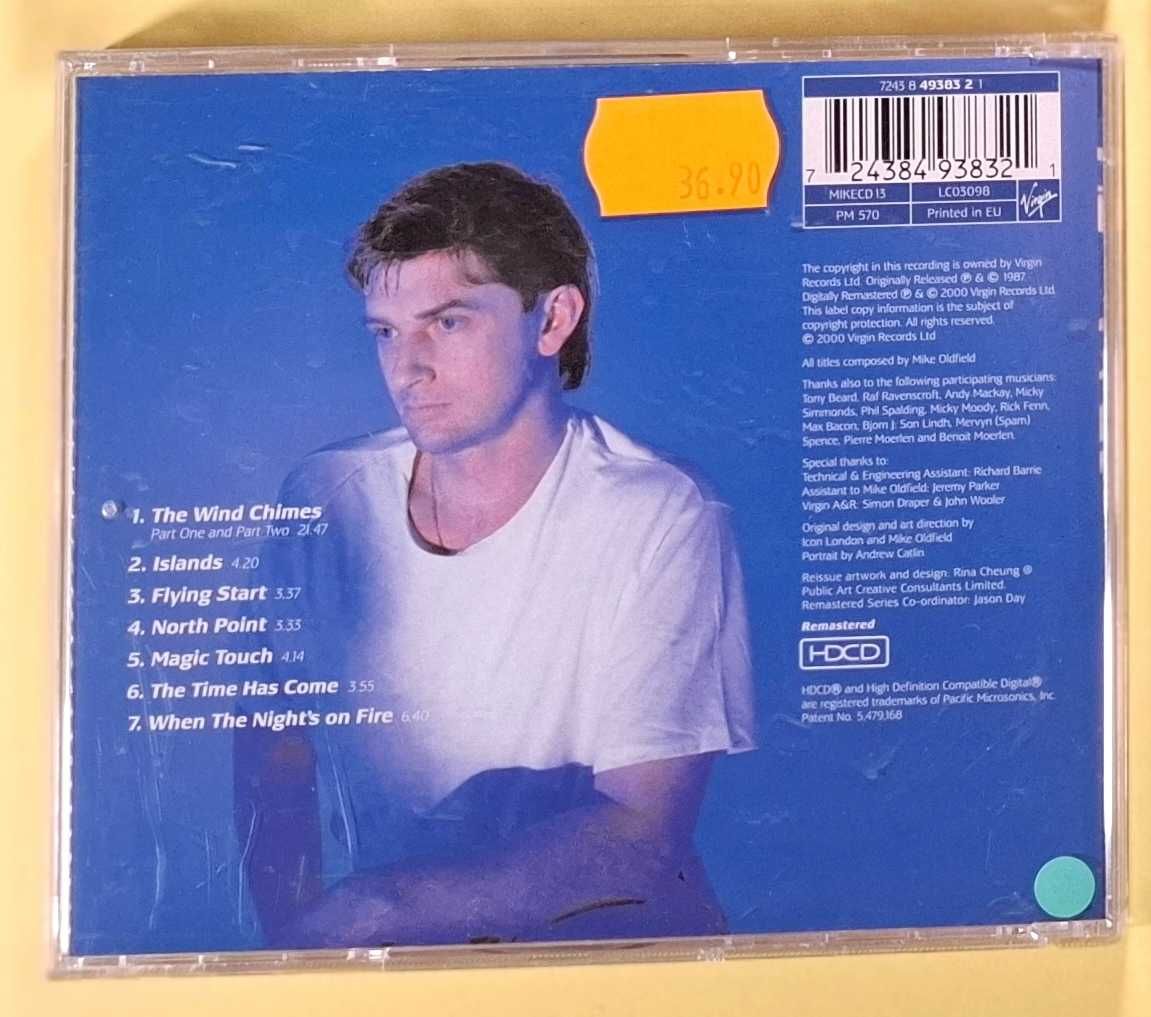 36.90
7243 8 49383 2 1
7 24384 93832 1
MIKECD 13
LC03098
PM 570
Printed in EU
Virgin
The copyright in this recording is owned by Virgin
Records Ltd. Originally Released ℗ & © 1987.
Digitally Remastered ℗ & © 2000 Virgin Records Ltd.
This label copy information is the subject of
copyright protection. All rights reserved.
© 2000 Virgin Records Ltd
All titles composed by Mike Oldfield
Thanks also to the following participating musicians:
Tony Beard, Raf Ravenscroft, Andy Mackay, Micky
Simmonds, Phil Spalding, Micky Moody, Rick Fenn,
Max Bacon, Bjorn J: Son Lindh, Mervyn (Spam)
Spence, Pierre Moerlen and Benoit Moerlen.
Special thanks to:
Technical & Engineering Assistant: Richard Barrie
Assistant to Mike Oldfield: Jeremy Parker
Virgin A&R: Simon Draper & John Wooler
Original design and art direction by
Icon London and Mike Oldfield
Portrait by Andrew Catlin
Reissue artwork and design: Rina Cheung @
Public Art Creative Consultants Limited.
Remastered Series Co-ordinator: Jason Day
Remastered
HDCD
HDCD® and High Definition Compatible Digital®
are registered trademarks of Pacific Microsonics, Inc.
Patent No. 5,479,168
1. The Wind Chimes
Part One and Part Two 21.47
2. Islands 4.20
3. Flying Start 3.37
4. North Point 3.33
5. Magic Touch 4.14
6. The Time Has Come 3.55
7. When The Night's on Fire 6.40